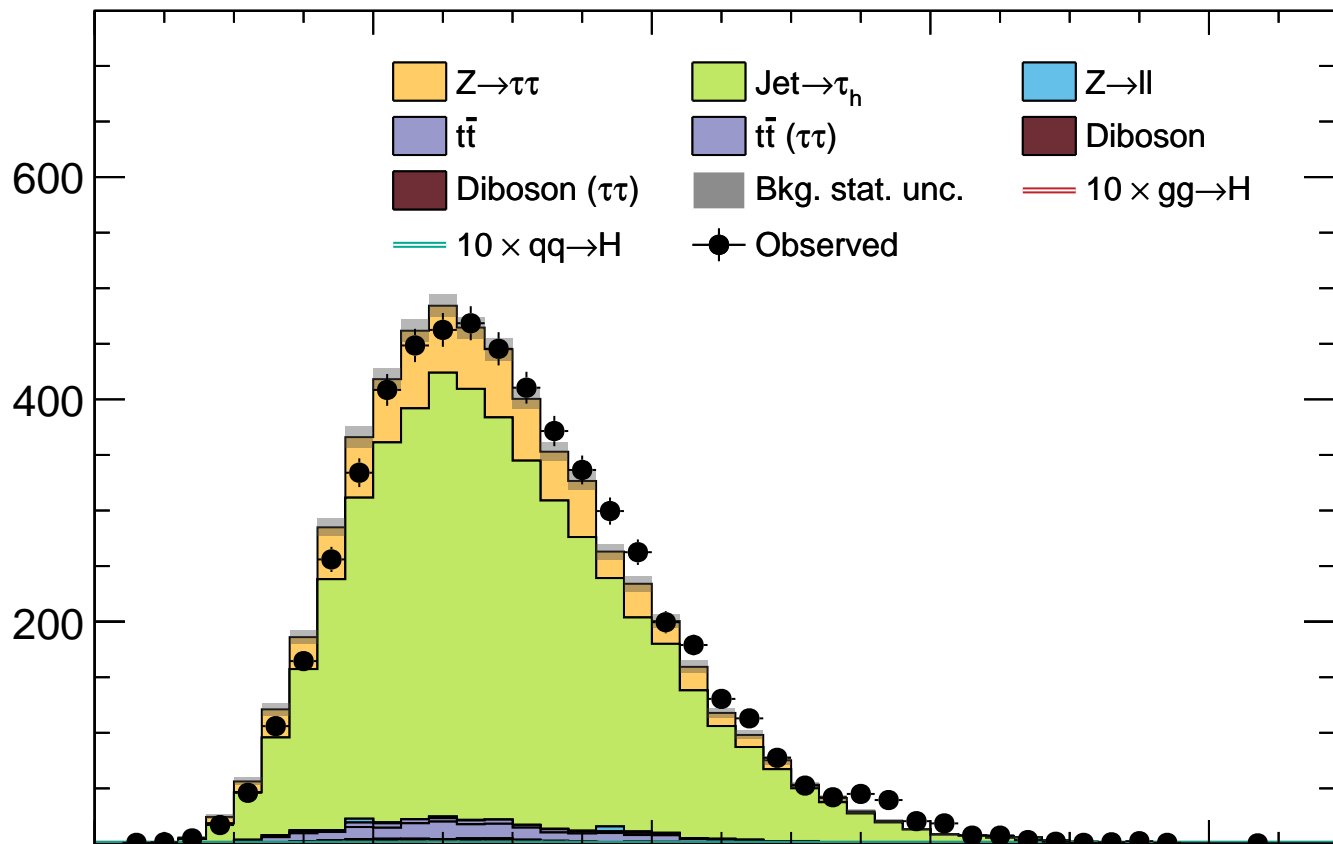 Z→ττ Jet→τh Z→ll
tt̄ tt̄ (ττ) Diboson
Diboson (ττ) Bkg. stat. unc. 10 × gg→H
10 × qq→H Observed
600
400
200